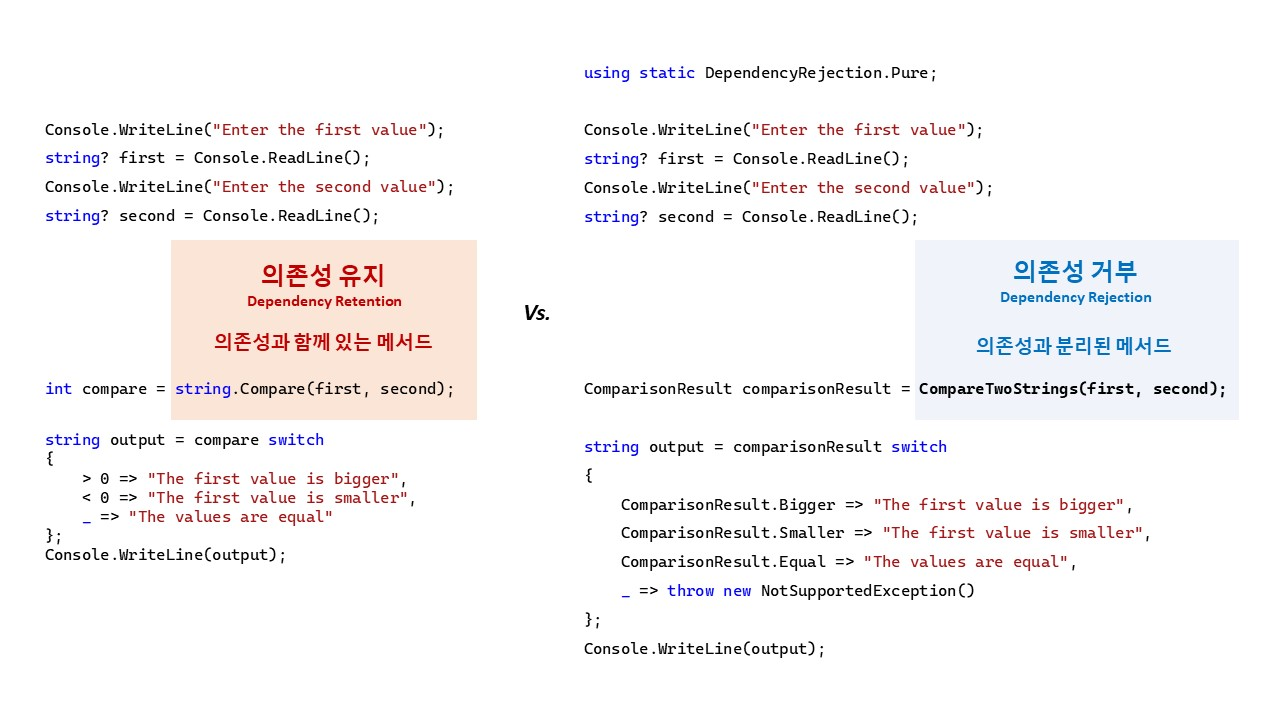 Console.WriteLine("Enter the first value");
string? first = Console.ReadLine();
Console.WriteLine("Enter the second value");
string? second = Console.ReadLine();
의존성 유지
Dependency Retention
의존성과 함께 있는 메서드
int compare = string.Compare(first, second);
string output = compare switch
{
    > 0 => "The first value is bigger",
    < 0 => "The first value is smaller",
    _ => "The values are equal"
};
Console.WriteLine(output);
Vs.
using static DependencyRejection.Pure;
Console.WriteLine("Enter the first value");
string? first = Console.ReadLine();
Console.WriteLine("Enter the second value");
string? second = Console.ReadLine();
의존성 거부
Dependency Rejection
의존성과 분리된 메서드
ComparisonResult comparisonResult = CompareTwoStrings(first, second);
string output = comparisonResult switch
{
    ComparisonResult.Bigger => "The first value is bigger",
    ComparisonResult.Smaller => "The first value is smaller",
    ComparisonResult.Equal => "The values are equal",
    _ => throw new NotSupportedException()
};
Console.WriteLine(output);